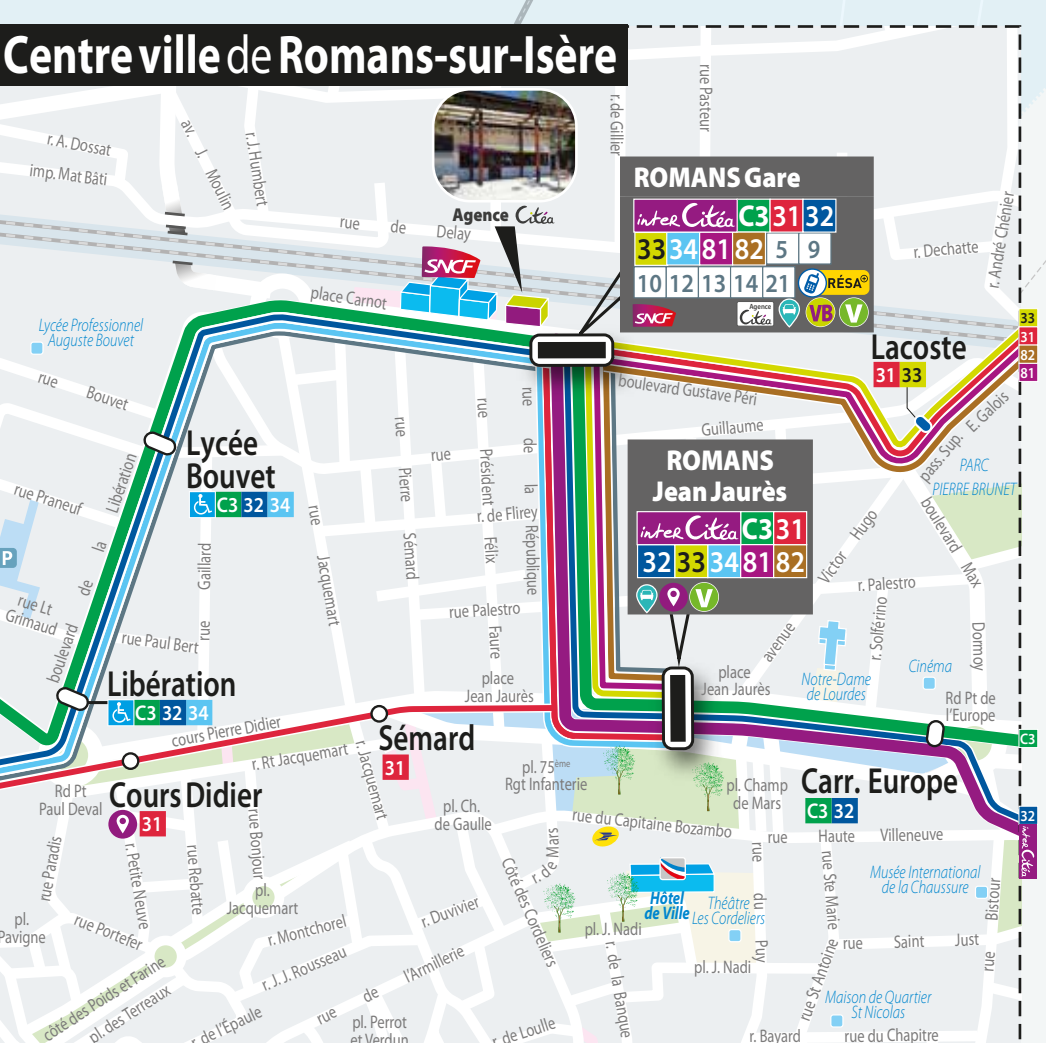 Centre ville de Romans-sur-Isère
r. A. Dossat
imp. Mat Bâti
av. J. Moulin
r. J. Humbert
r. de Gillier
rue Pasteur
rue de Delay
Agence Citéa
SNCF
place Carnot
ROMANS Gare
inter Citéa C3 31 32
33 34 81 82 5 9
10 12 13 14 21 RÉSA+
SNCF Agence Citéa VB V
r. André Chénier
r. Dechatte
33
31
82
81
Lacoste
31 33
Lycée Professionnel
Auguste Bouvet
rue Bouvet
boulevard Gustave Péri
Guillaume
pass. Sup. E. Galois
PARC
PIERRE BRUNET
Lycée
Bouvet
C3 32 34
rue Praneuf
P
rue Lt
Grimaud
boulevard de la Libération
rue Gaillard
rue Paul Bert
rue Jacquemart
rue Pierre Sémard
rue
rue Président Félix Faure
r. de Flirey
rue de la République
rue Palestro
ROMANS
Jean Jaurès
inter Citéa C3 31
32 33 34 81 82
V
avenue Victor Hugo
boulevard Max Dormoy
r. Palestro
r. Solférino
Notre-Dame
de Lourdes
Cinéma
Rd Pt de
l'Europe
place
Jean Jaurès
place
Jean Jaurès
Libération
C3 32 34
cours Pierre Didier
r. Rt Jacquemart
r. Jacquemart
Sémard
31
Rd Pt
Paul Deval
Cours Didier
31
C3
Carr. Europe
C3 32
32
inter Citéa
pl. 75ème
Rgt Infanterie
pl. Champ
de Mars
pl. Ch.
de Gaulle
rue du Capitaine Bozambo
rue Haute Villeneuve
rue Paradis
r. Petite Neuve
rue Rebatte
rue Bonjour
pl.
Jacquemart
pl.
Pavigne
rue Portefer
r. Montchorel
r. Duvivier
Côté des Cordeliers
r. de Mars
Hôtel
de Ville
Théâtre
Les Cordeliers
pl. J. Nadi
pl. J. Nadi
rue du Puy
rue Ste Marie
Musée International
de la Chaussure
rue Bistour
rue Saint Just
rue St Antoine
r. J.J. Rousseau
rue de l'Armillerie
côté des Poids et Farine
pl. des Terreaux
r. de l'Épaule
pl. Perrot
et Verdun
r. de Loulle
r. de la Banque
Maison de Quartier
St Nicolas
r. Bayard
rue du Chapitre